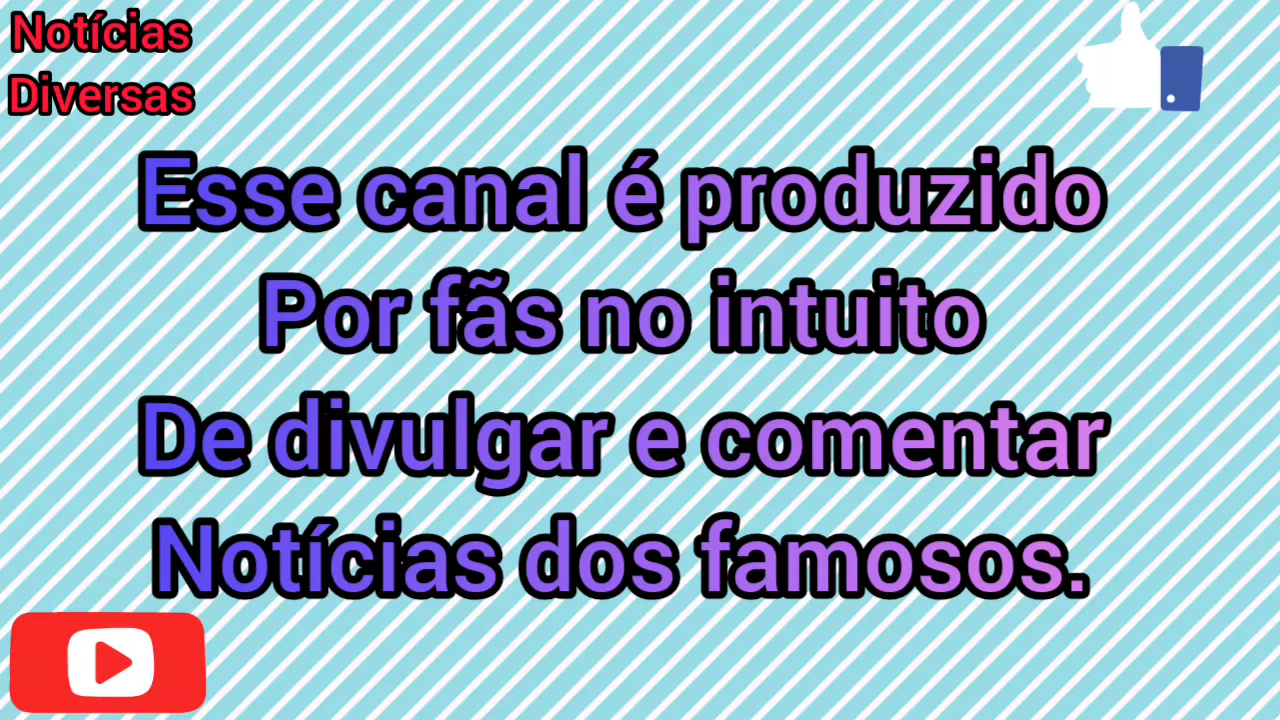 Notícias
Diversas
Esse canal é produzido
Por fãs no intuito
De divulgar e comentar
Notícias dos famosos.